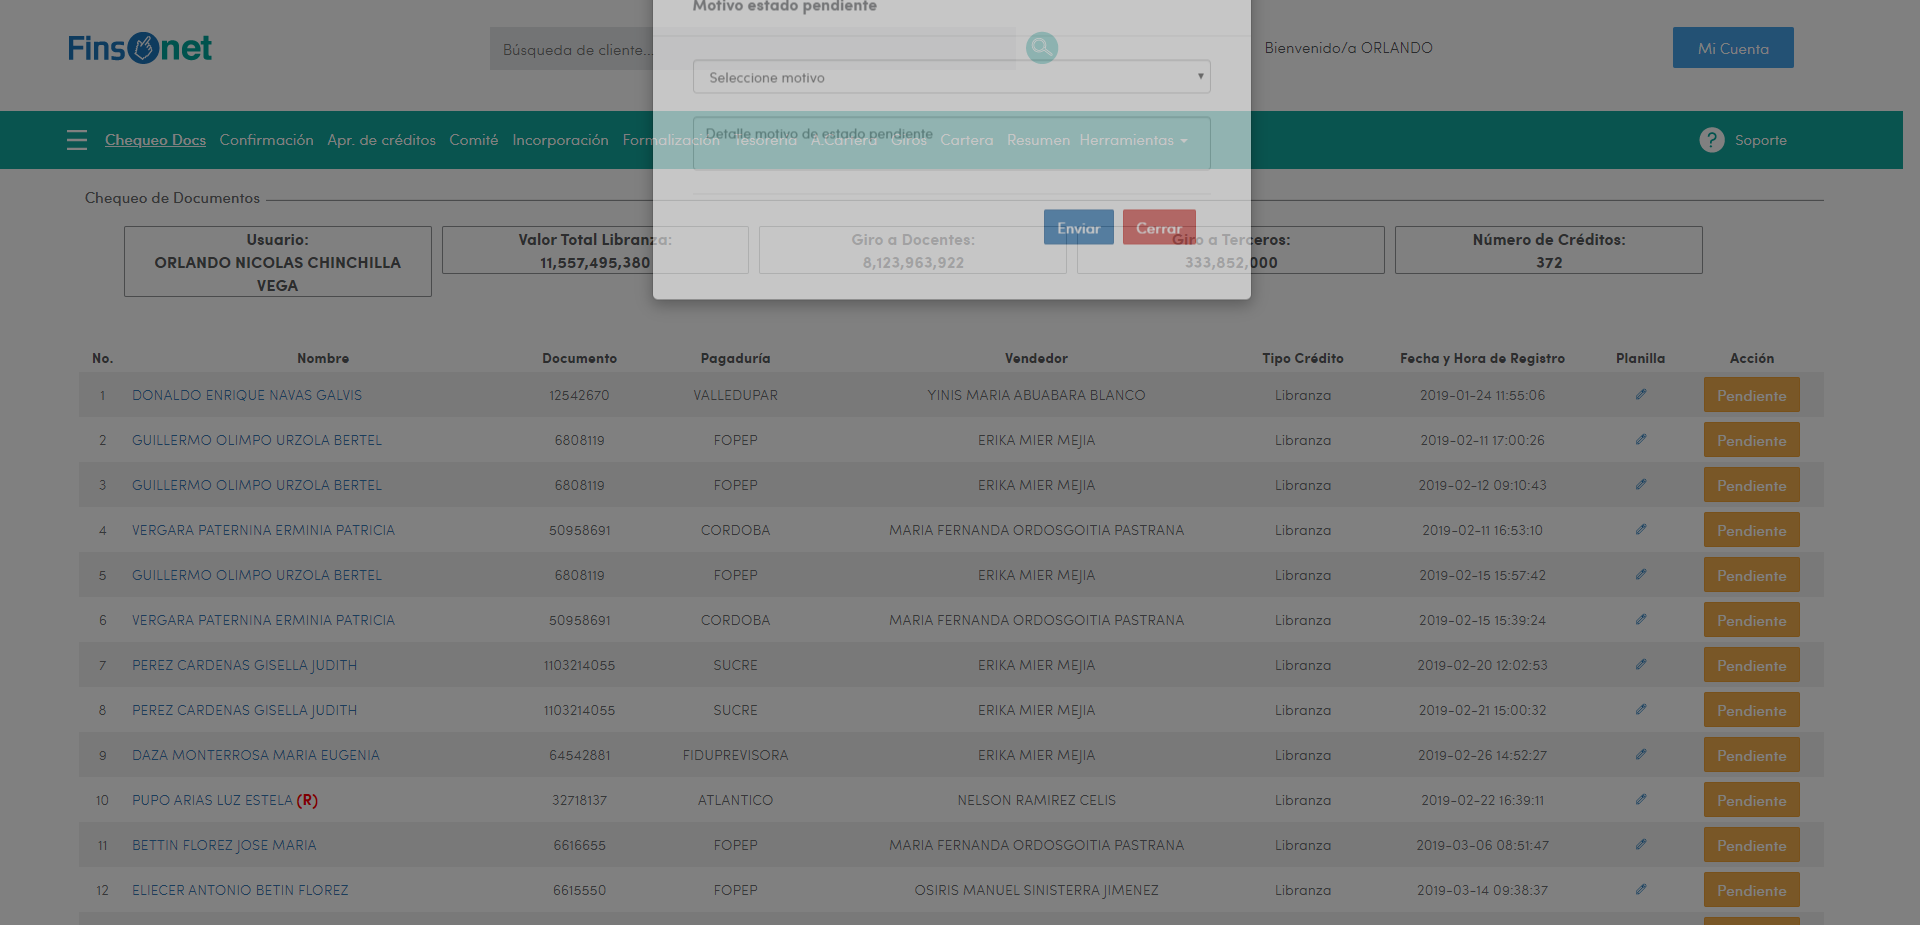 Motivo estado pendiente
Finsonet
Búsqueda de cliente...
Bienvenido/a ORLANDO
Mi Cuenta
Seleccione motivo
Detalle motivo de estado pendiente
Chequeo Docs Confirmación Apr. de créditos Comité Incorporación Formalización Tesorería A.Cartera Giros Cartera Resumen Herramientas
? Soporte
Chequeo de Documentos
Enviar Cerrar
Usuario:
ORLANDO NICOLAS CHINCHILLA
VEGA
Valor Total Libranza:
11,557,495,380
Giro a Docentes:
8,123,963,922
Giro a Terceros:
333,852,000
Número de Créditos:
372
No. Nombre Documento Pagaduría Vendedor Tipo Crédito Fecha y Hora de Registro Planilla Acción
1 DONALDO ENRIQUE NAVAS GALVIS 12542670 VALLEDUPAR YINIS MARIA ABUABARA BLANCO Libranza 2019-01-24 11:55:06 Pendiente
2 GUILLERMO OLIMPO URZOLA BERTEL 6808119 FOPEP ERIKA MIER MEJIA Libranza 2019-02-11 17:00:26 Pendiente
3 GUILLERMO OLIMPO URZOLA BERTEL 6808119 FOPEP ERIKA MIER MEJIA Libranza 2019-02-12 09:10:43 Pendiente
4 VERGARA PATERNINA ERMINIA PATRICIA 50958691 CORDOBA MARIA FERNANDA ORDOSGOITIA PASTRANA Libranza 2019-02-11 16:53:10 Pendiente
5 GUILLERMO OLIMPO URZOLA BERTEL 6808119 FOPEP ERIKA MIER MEJIA Libranza 2019-02-15 15:57:42 Pendiente
6 VERGARA PATERNINA ERMINIA PATRICIA 50958691 CORDOBA MARIA FERNANDA ORDOSGOITIA PASTRANA Libranza 2019-02-15 15:39:24 Pendiente
7 PEREZ CARDENAS GISELLA JUDITH 1103214055 SUCRE ERIKA MIER MEJIA Libranza 2019-02-20 12:02:53 Pendiente
8 PEREZ CARDENAS GISELLA JUDITH 1103214055 SUCRE ERIKA MIER MEJIA Libranza 2019-02-21 15:00:32 Pendiente
9 DAZA MONTERROSA MARIA EUGENIA 64542881 FIDUPREVISORA ERIKA MIER MEJIA Libranza 2019-02-26 14:52:27 Pendiente
10 PUPO ARIAS LUZ ESTELA (R) 32718137 ATLANTICO NELSON RAMIREZ CELIS Libranza 2019-02-22 16:39:11 Pendiente
11 BETTIN FLOREZ JOSE MARIA 6616655 FOPEP MARIA FERNANDA ORDOSGOITIA PASTRANA Libranza 2019-03-06 08:51:47 Pendiente
12 ELIECER ANTONIO BETIN FLOREZ 6615550 FOPEP OSIRIS MANUEL SINISTERRA JIMENEZ Libranza 2019-03-14 09:38:37 Pendiente